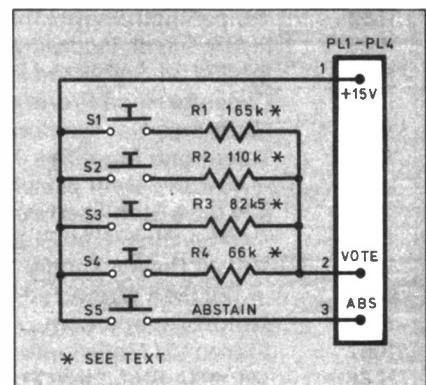 PL1-PL4
1
+15V
S1
R1 165k *
S2
R2 110k *
S3
R3 82k5 *
S4
R4 66k *
2
VOTE
S5
ABSTAIN
3
ABS
* SEE TEXT